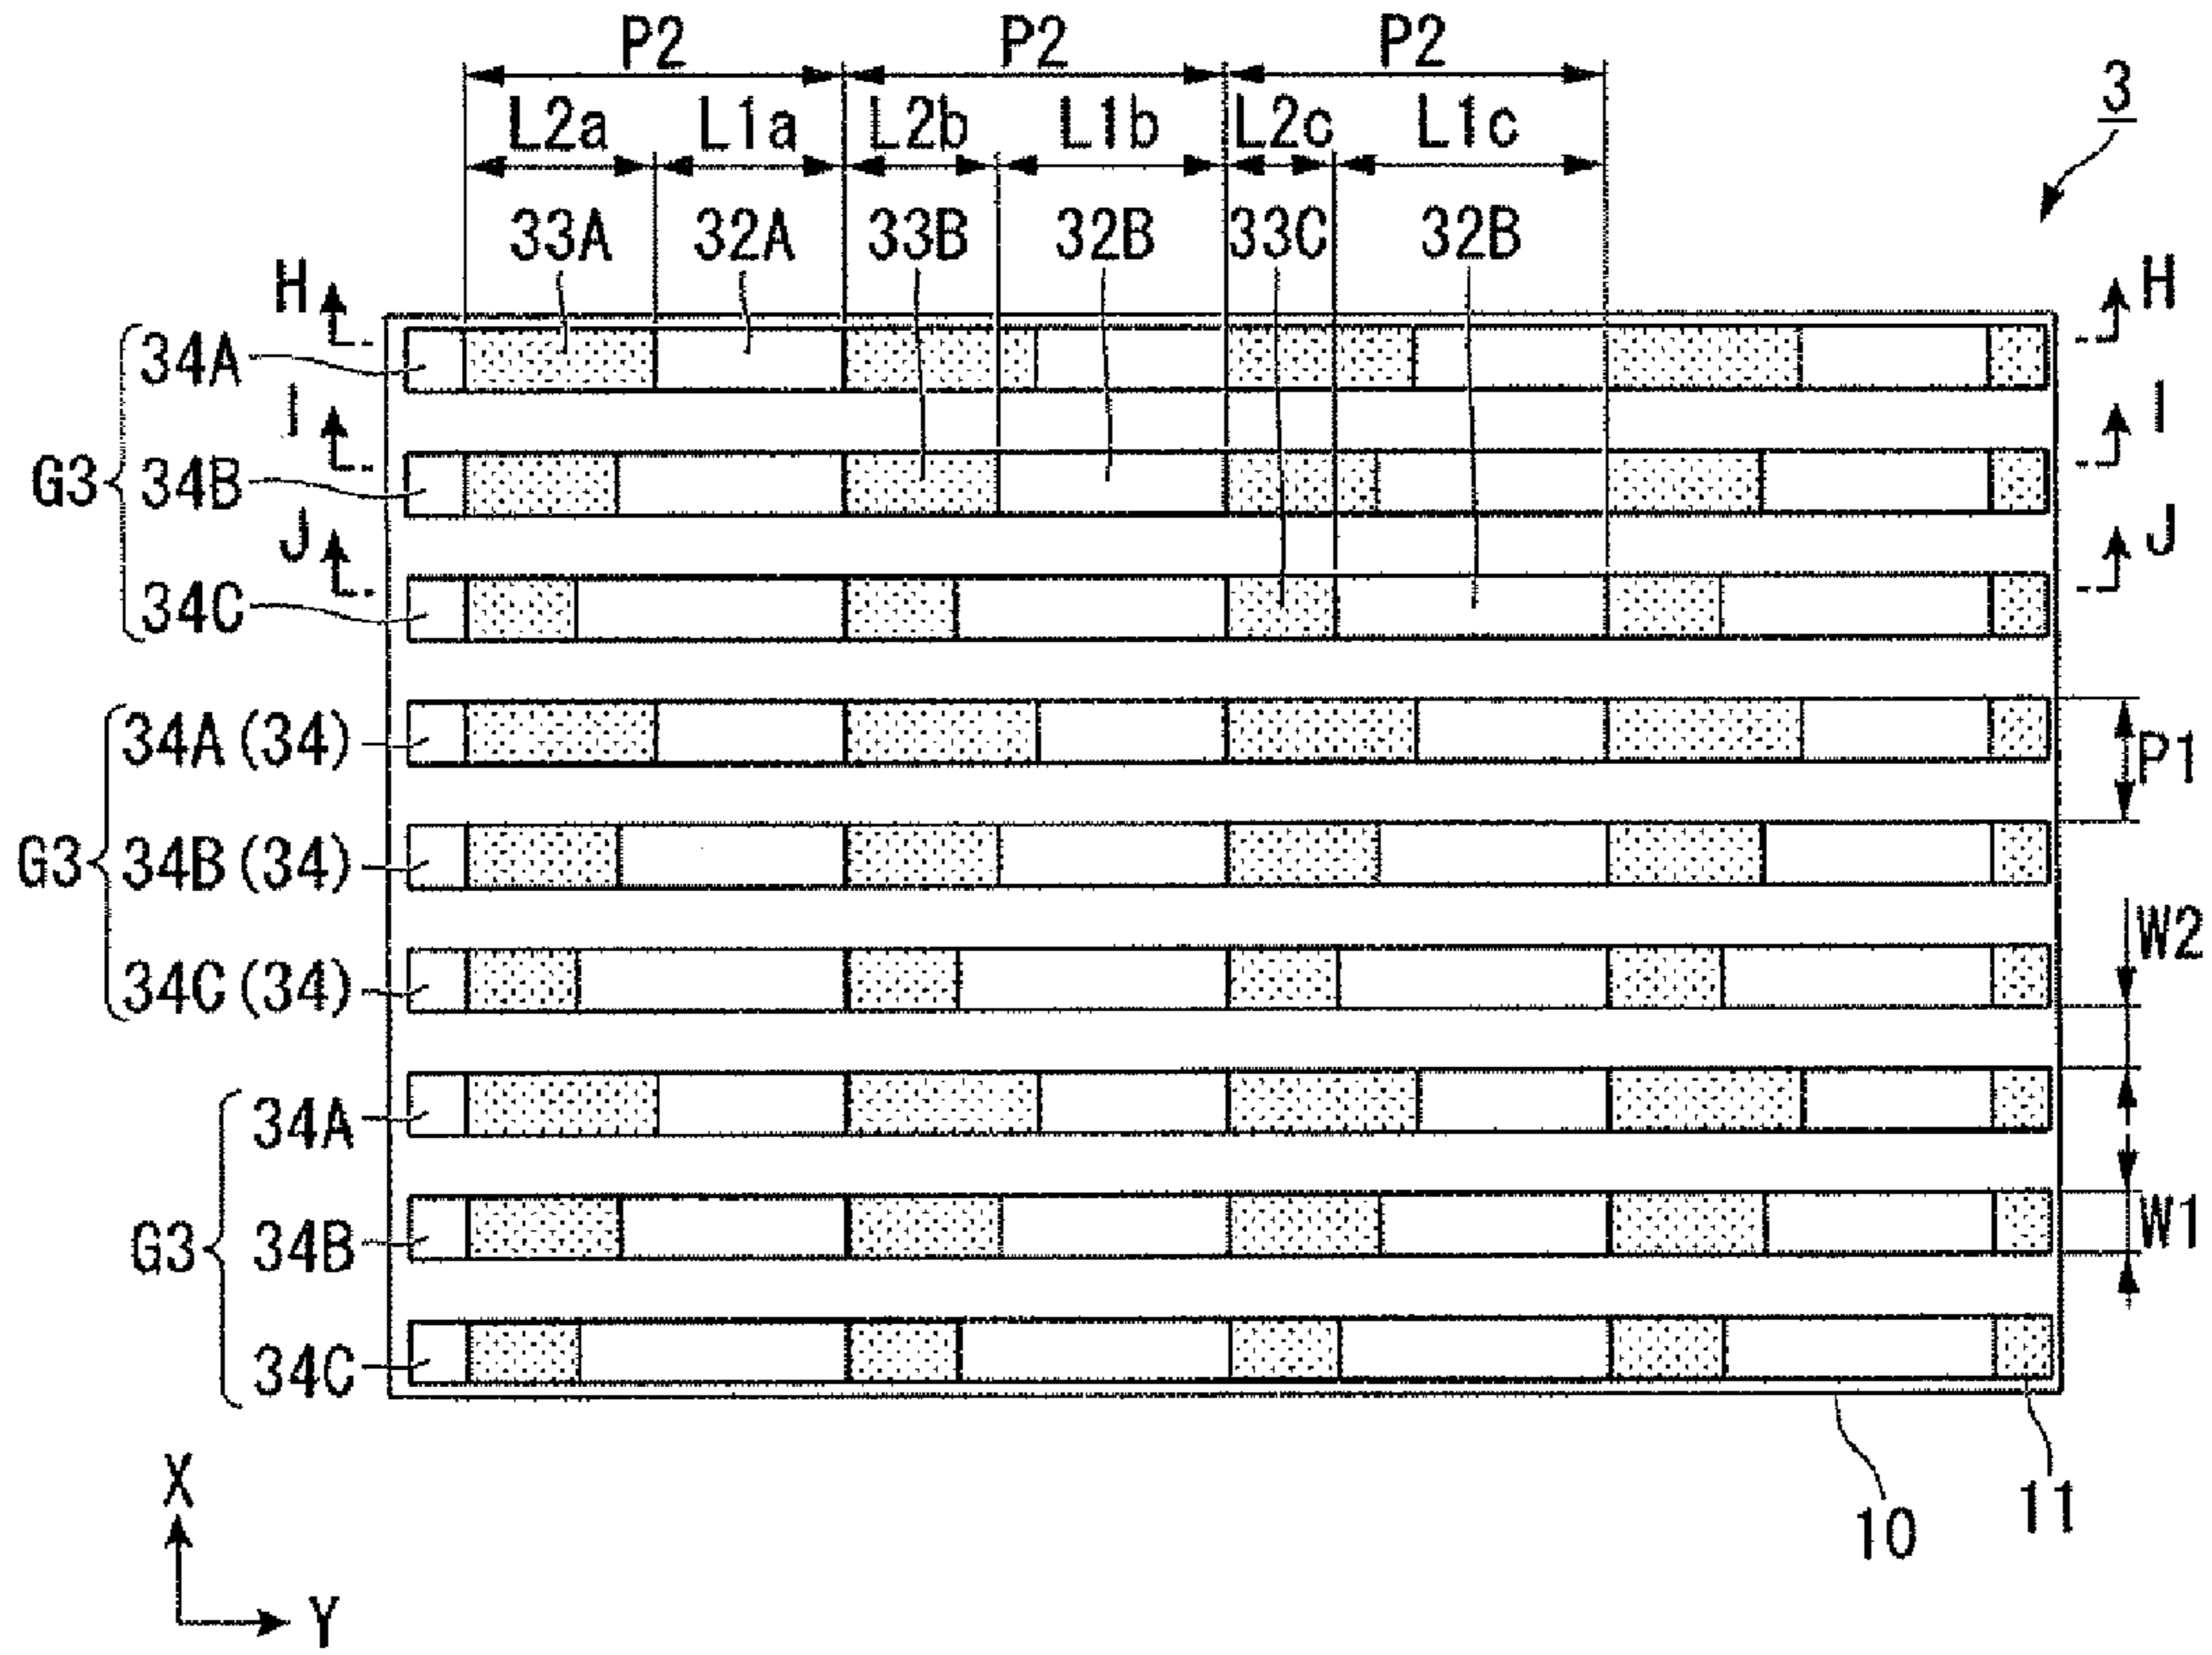 P2 P2 P2
3
L2a L1a L2b L1b L2c L1c
33A 32A 33B 32B 33C 32B
H H
34A
I I
G3 34B
J J
34C
34A(34)
P1
G3 34B(34)
W2
34C(34)
34A
W1
G3 34B
34C
X
11
10
Y